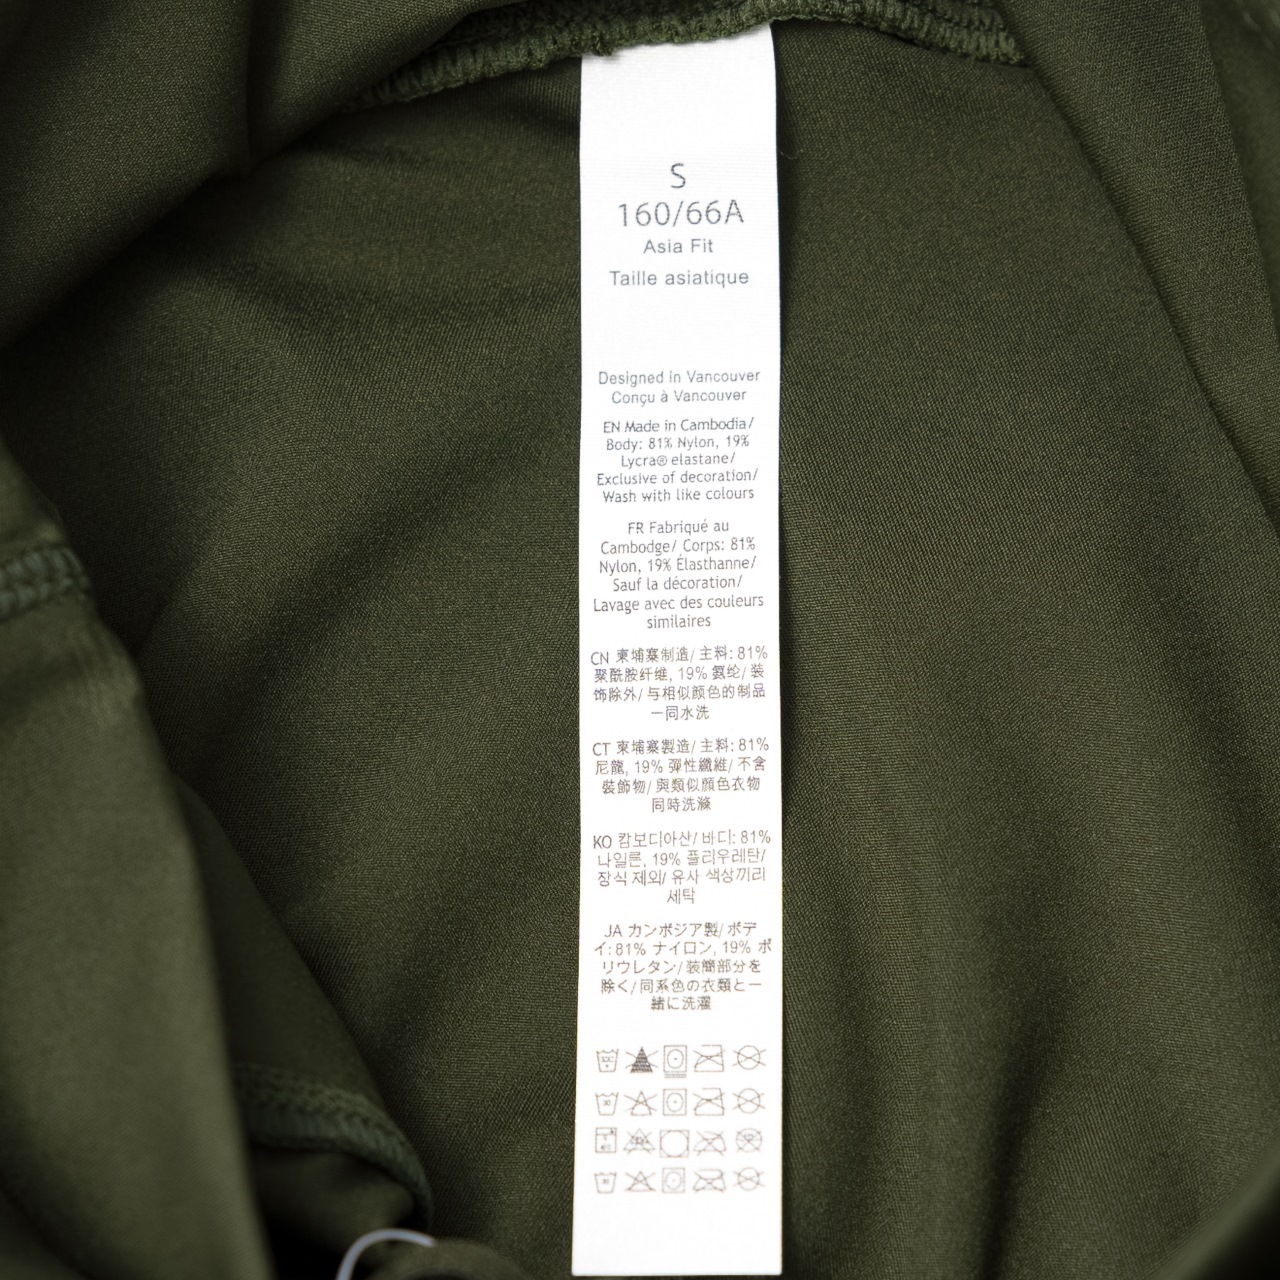 S
160/66A
Asia Fit
Taille asiatique
Designed in Vancouver
Conçu à Vancouver
EN Made in Cambodia/
Body: 81% Nylon, 19%
Lycra® elastane/
Exclusive of decoration/
Wash with like colours
FR Fabriqué au
Cambodge/ Corps: 81%
Nylon, 19% Élasthanne/
Sauf la décoration/
Lavage avec des couleurs
similaires
CN 柬埔寨制造/ 主料: 81%
聚酰胺纤维, 19% 氨纶/ 装
饰除外/ 与相似颜色的制品
一同水洗
CT 柬埔寨製造/ 主料: 81%
尼龍, 19% 彈性纖維/ 不含
裝飾物/ 與類似顏色衣物
同時洗滌
KO 캄보디아산/ 바디: 81%
나일론, 19% 폴리우레탄/
장식 제외/ 유사 색상끼리
세탁
JA カンボジア製/ ボデ
イ: 81% ナイロン, 19% ポ
リウレタン/ 装簡部分を
除く/ 同系色の衣類と一
緒に洗濯
30